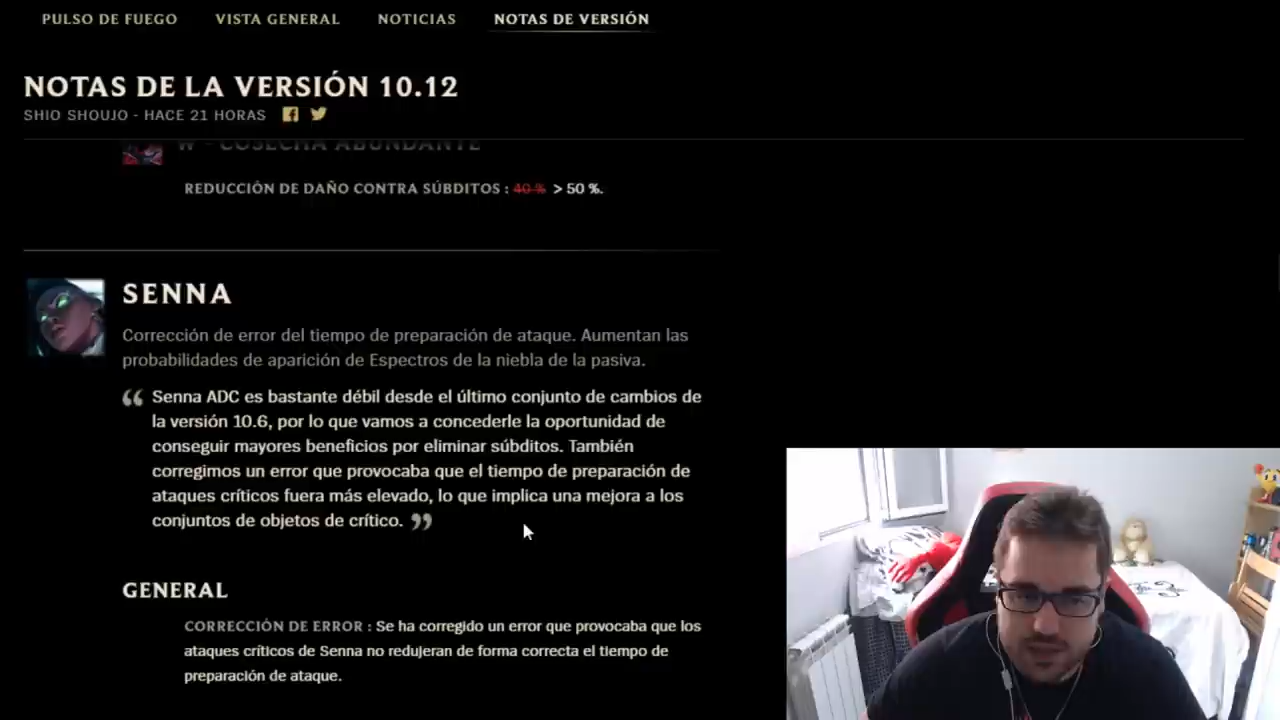 PULSO DE FUEGO VISTA GENERAL NOTICIAS NOTAS DE VERSIÓN
NOTAS DE LA VERSIÓN 10.12
SHIO SHOUJO - HACE 21 HORAS
W - COSECHA ABUNDANTE
REDUCCIÓN DE DAÑO CONTRA SÚBDITOS : 40 % > 50 %.
SENNA
Corrección de error del tiempo de preparación de ataque. Aumentan las
probabilidades de aparición de Espectros de la niebla de la pasiva.
“ Senna ADC es bastante débil desde el último conjunto de cambios de
la versión 10.6, por lo que vamos a concederle la oportunidad de
conseguir mayores beneficios por eliminar súbditos. También
corregimos un error que provocaba que el tiempo de preparación de
ataques críticos fuera más elevado, lo que implica una mejora a los
conjuntos de objetos de crítico. ”
GENERAL
CORRECCIÓN DE ERROR : Se ha corregido un error que provocaba que los
ataques críticos de Senna no redujeran de forma correcta el tiempo de
preparación de ataque.